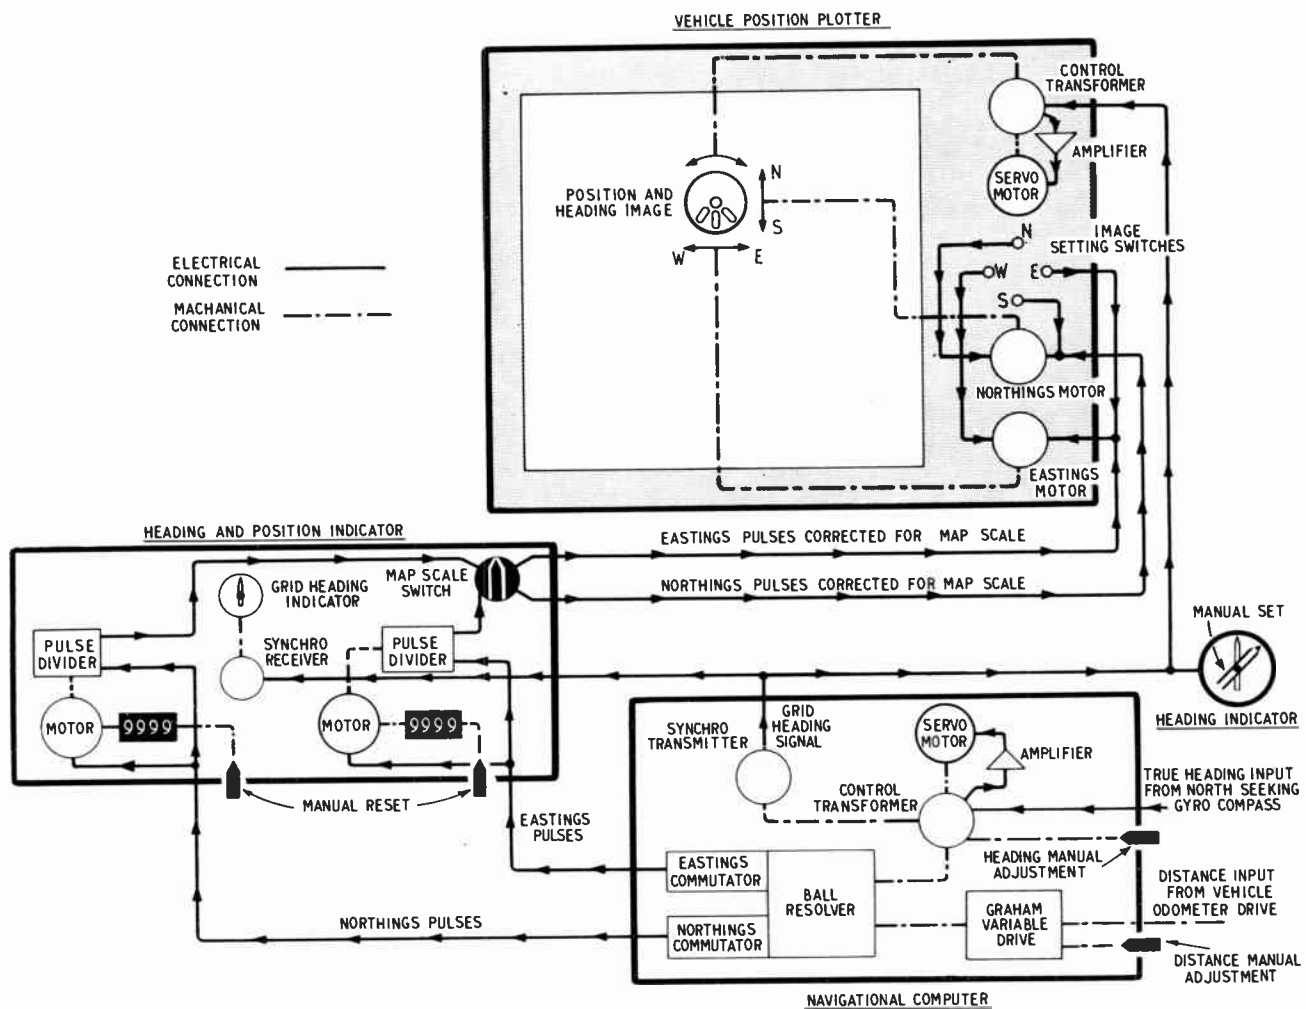 VEHICLE POSITION PLOTTER
CONTROL
TRANSFORMER
AMPLIFIER
SERVO
MOTOR
POSITION AND
HEADING IMAGE
N
S
W
E
N
IMAGE
SETTING SWITCHES
W
E
S
NORTHINGS MOTOR
EASTINGS
MOTOR
ELECTRICAL
CONNECTION
MACHANICAL
CONNECTION
HEADING AND POSITION INDICATOR
EASTINGS PULSES CORRECTED FOR MAP SCALE
NORTHINGS PULSES CORRECTED FOR MAP SCALE
MAP SCALE
SWITCH
GRID HEADING
INDICATOR
PULSE
DIVIDER
SYNCHRO
RECEIVER
PULSE
DIVIDER
MOTOR
9999
MOTOR
9999
MANUAL RESET
MANUAL SET
HEADING INDICATOR
SYNCHRO
TRANSMITTER
GRID
HEADING
SIGNAL
SERVO
MOTOR
AMPLIFIER
CONTROL
TRANSFORMER
TRUE HEADING INPUT
FROM NORTH SEEKING
GYRO COMPASS
HEADING MANUAL
ADJUSTMENT
EASTINGS
PULSES
EASTINGS
COMMUTATOR
BALL
RESOLVER
NORTHINGS
COMMUTATOR
GRAHAM
VARIABLE
DRIVE
DISTANCE INPUT
FROM VEHICLE
ODOMETER DRIVE
NORTHINGS PULSES
DISTANCE MANUAL
ADJUSTMENT
NAVIGATIONAL COMPUTER